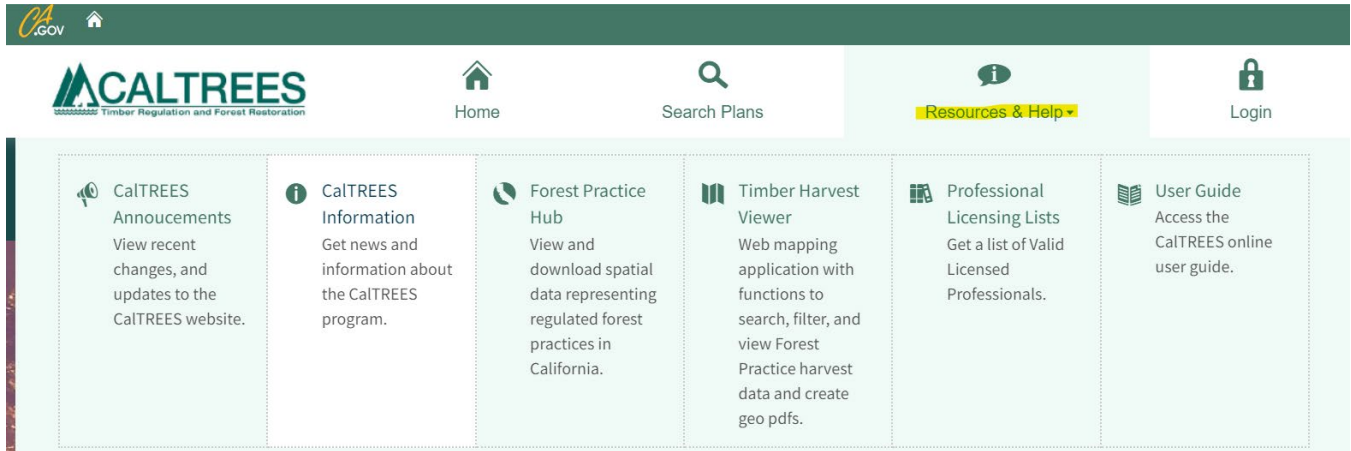 CA.GOV
CALTREES
Timber Regulation and Forest Restoration
Home
Search Plans
Resources & Help
Login
CalTREES
Annoucements
View recent
changes, and
updates to the
CalTREES website.
CalTREES
Information
Get news and
information about
the CalTREES
program.
Forest Practice
Hub
View and
download spatial
data representing
regulated forest
practices in
California.
Timber Harvest
Viewer
Web mapping
application with
functions to
search, filter, and
view Forest
Practice harvest
data and create
geo pdfs.
Professional
Licensing Lists
Get a list of Valid
Licensed
Professionals.
User Guide
Access the
CalTREES online
user guide.